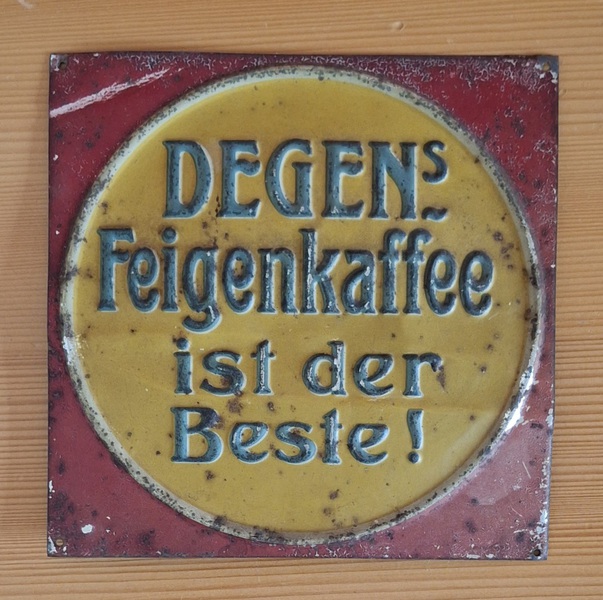 DEGENs
Feigenkaffee
ist der
Beste!